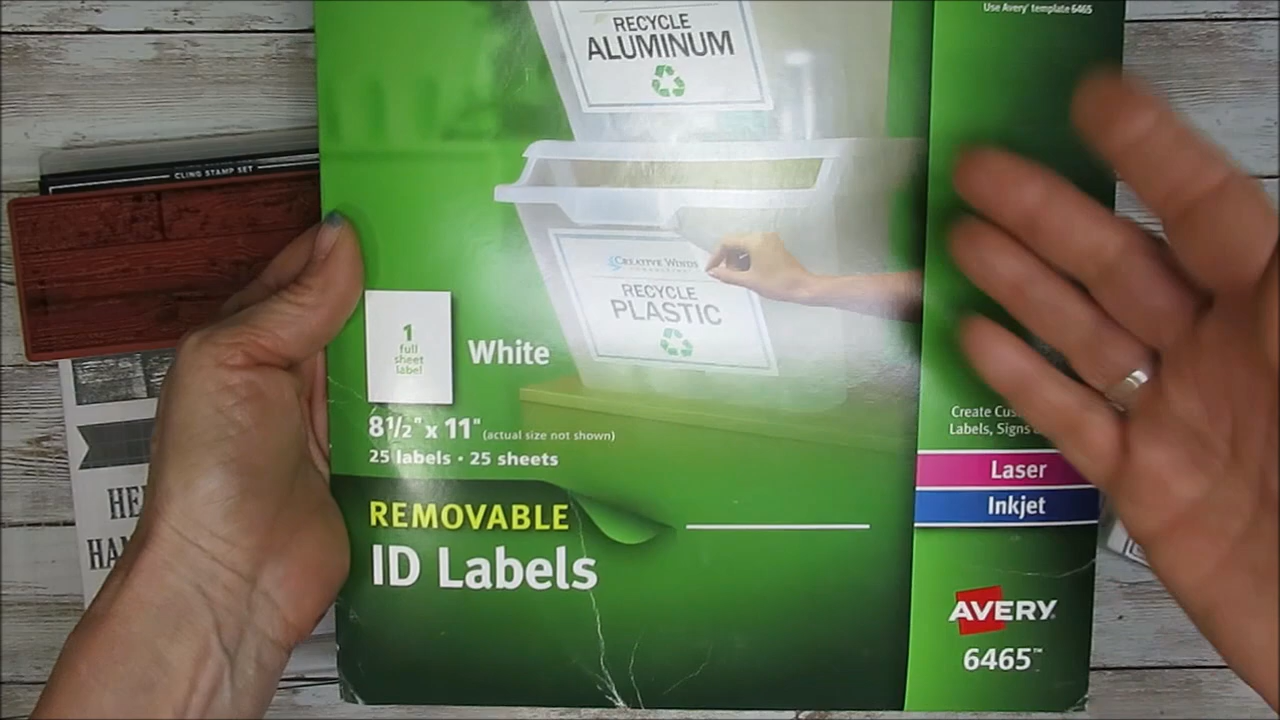 Use Avery® template 6465
RECYCLE
ALUMINUM
CLING STAMP SET
CREATIVE WINDS
RECYCLE
PLASTIC
1
full
sheet
label
White
8 1/2" x 11" (actual size not shown)
25 labels · 25 sheets
REMOVABLE
ID Labels
Create
Labels, Signs
Laser
Inkjet
AVERY®
6465™